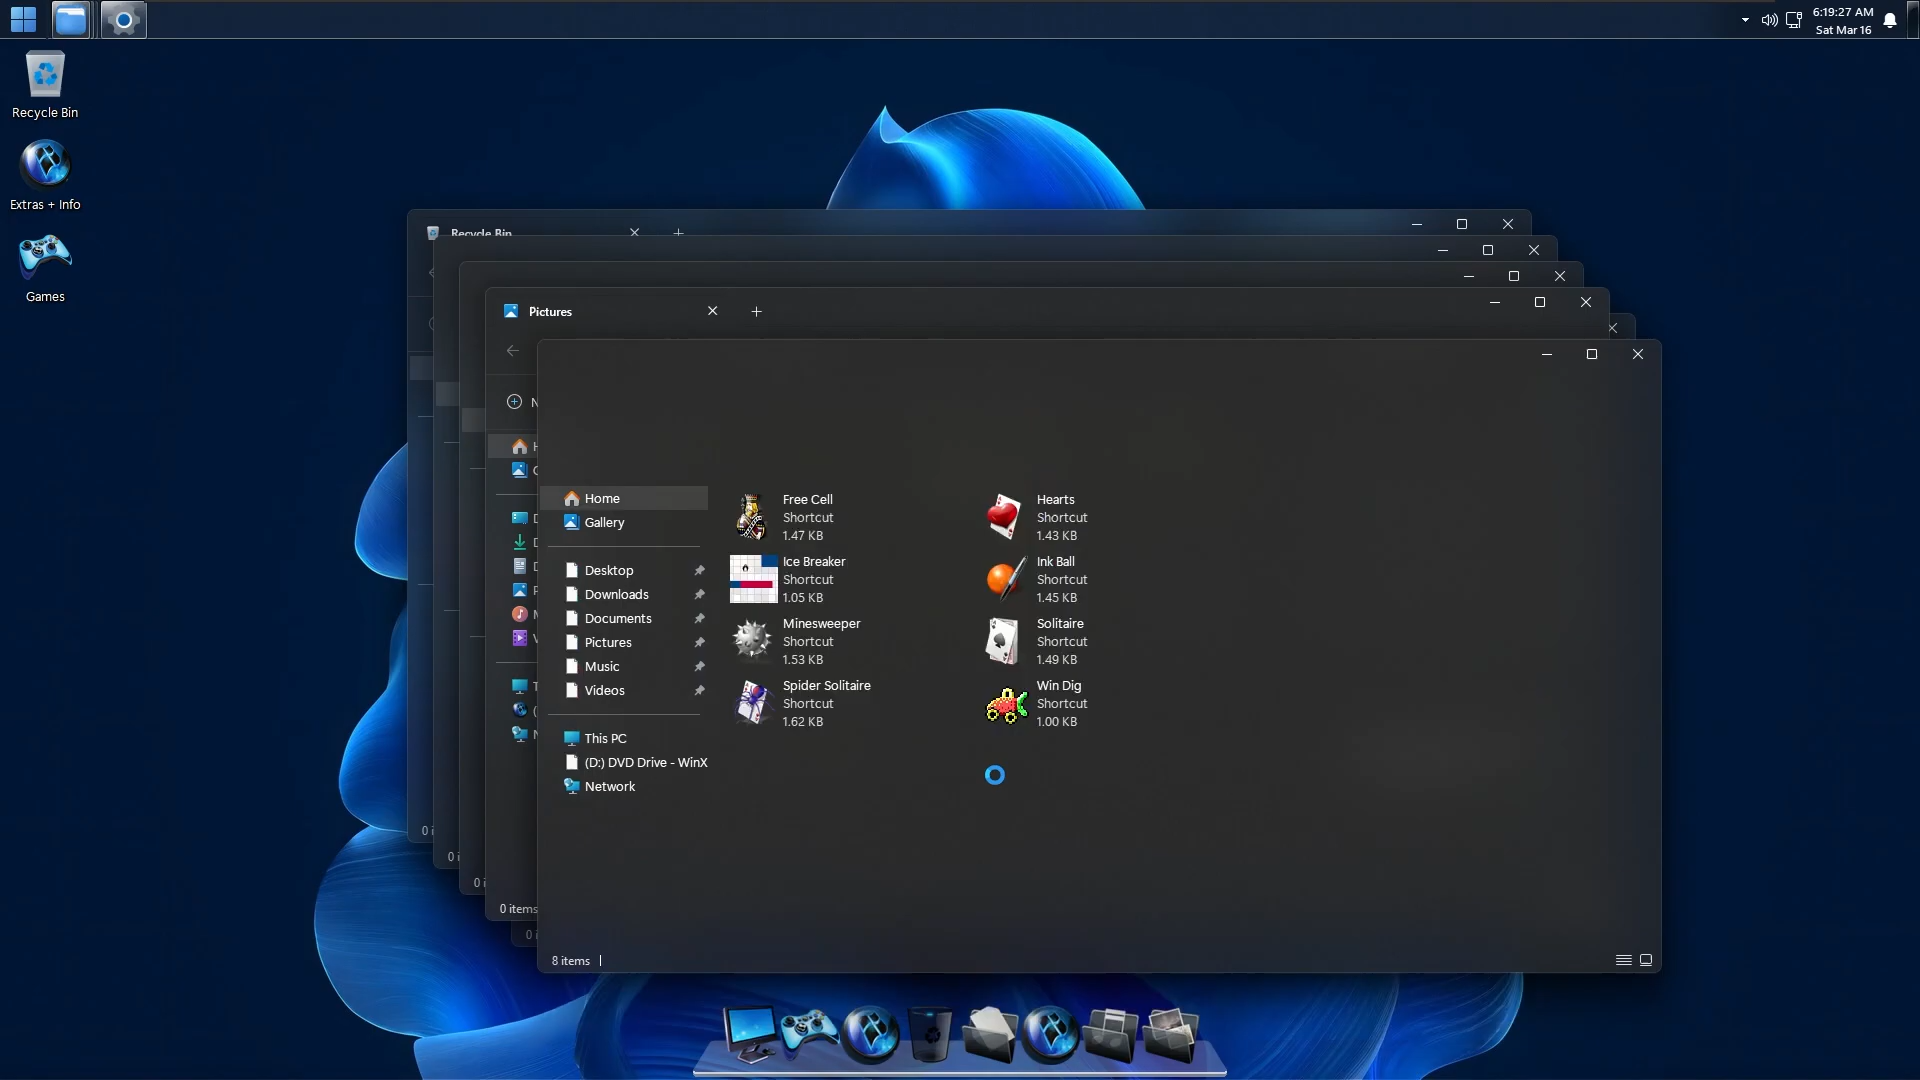 6:19:27 AM
Sat Mar 16
Recycle Bin
Extras + Info
Games
Recycle Bin
Pictures
Home
Gallery
Desktop
Downloads
Documents
Pictures
Music
Videos
This PC
(D:) DVD Drive - WinX
Network
Free Cell
Shortcut
1.47 KB
Hearts
Shortcut
1.43 KB
Ice Breaker
Shortcut
1.05 KB
Ink Ball
Shortcut
1.45 KB
Minesweeper
Shortcut
1.53 KB
Solitaire
Shortcut
1.49 KB
Spider Solitaire
Shortcut
1.62 KB
Win Dig
Shortcut
1.00 KB
0 i
0 i
0 i
0 items
0 i
8 items